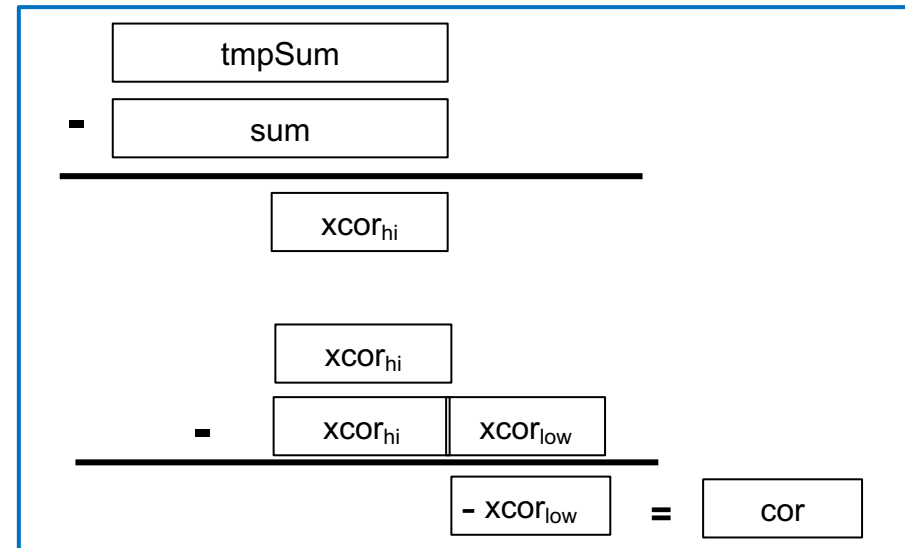 tmpSum
- sum
xcorhi
xcorhi
- xcorhi xcorlow
- xcorlow = cor